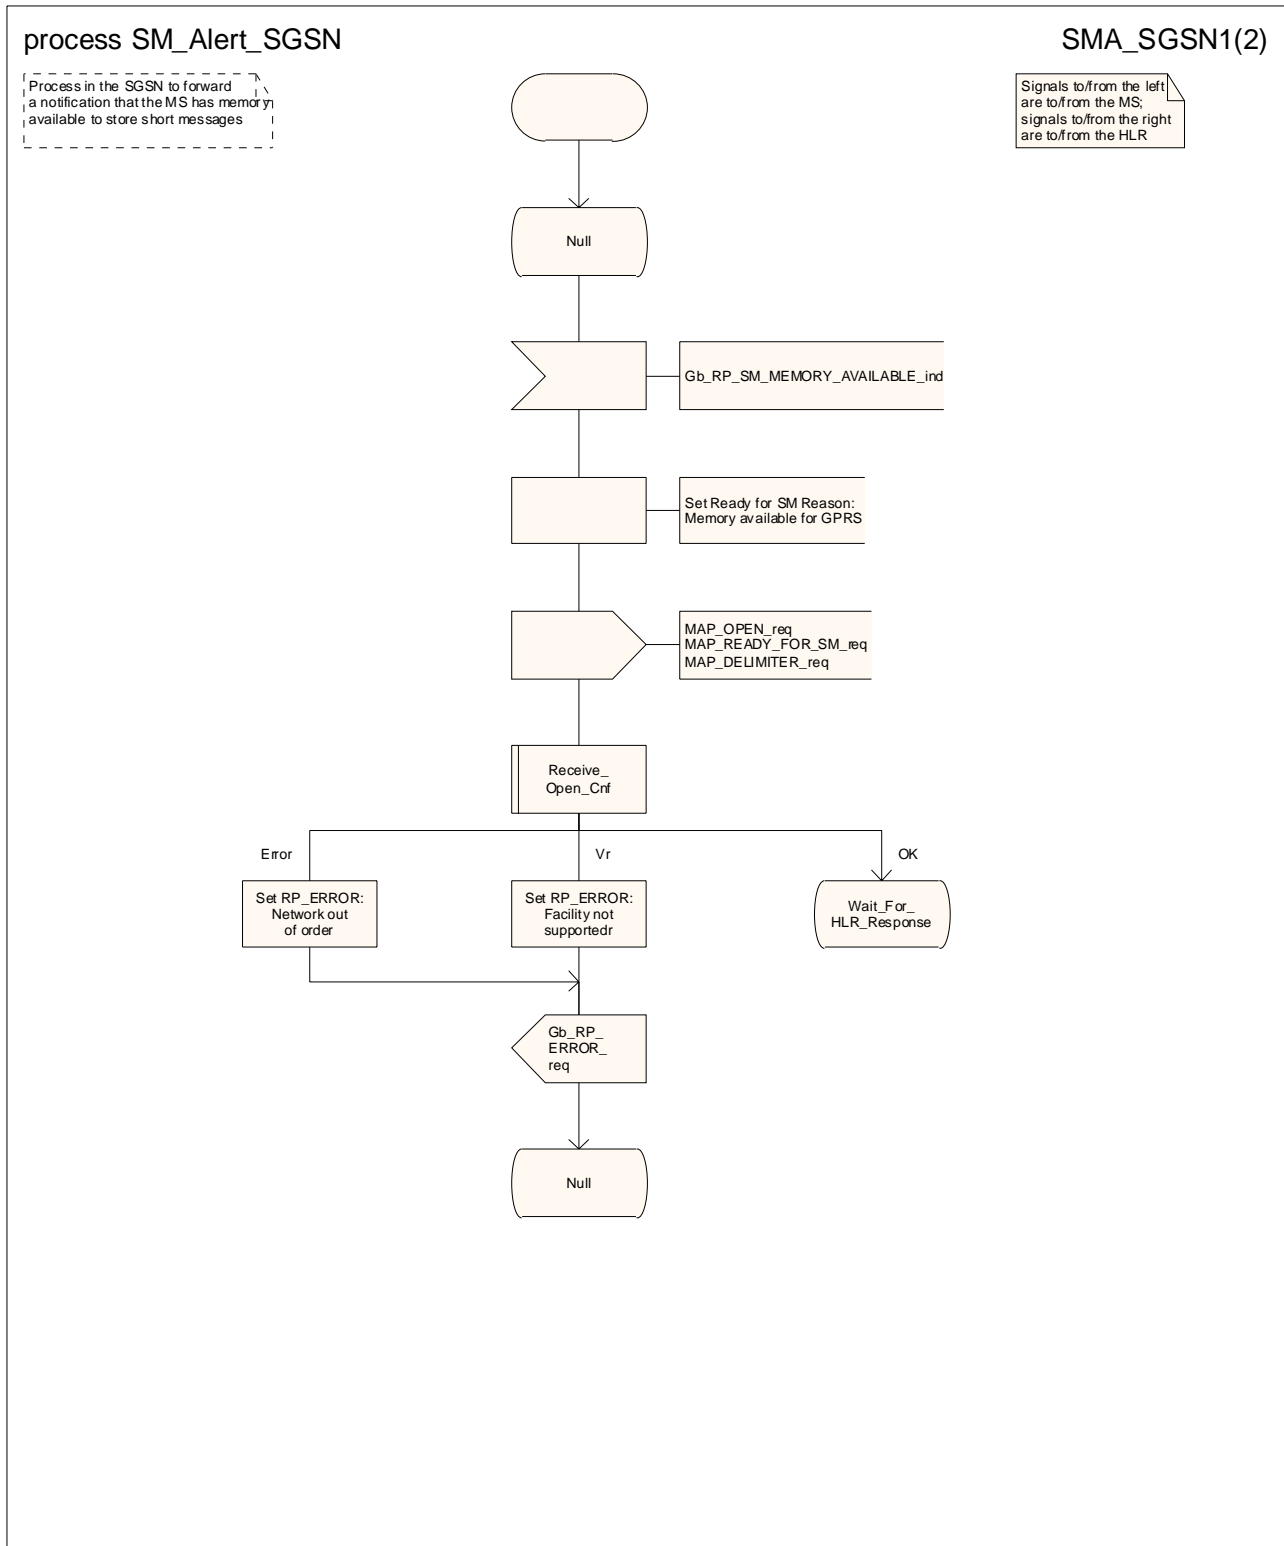 process SM_Alert_SGSN
SMA_SGSN1(2)
Process in the SGSN to forward
a notification that the MS has memory
available to store short messages
Signals to/from the left
are to/from the MS;
signals to/from the right
are to/from the HLR
Null
Gb_RP_SM_MEMORY_AVAILABLE_ind
Set Ready for SM Reason:
Memory available for GPRS
MAP_OPEN_req
MAP_READY_FOR_SM_req
MAP_DELIMITER_req
Receive_
Open_Cnf
Error
Vr
OK
Set RP_ERROR:
Network out
of order
Set RP_ERROR:
Facility not
supportedr
Wait_For_
HLR_Response
Gb_RP_
ERROR_
req
Null